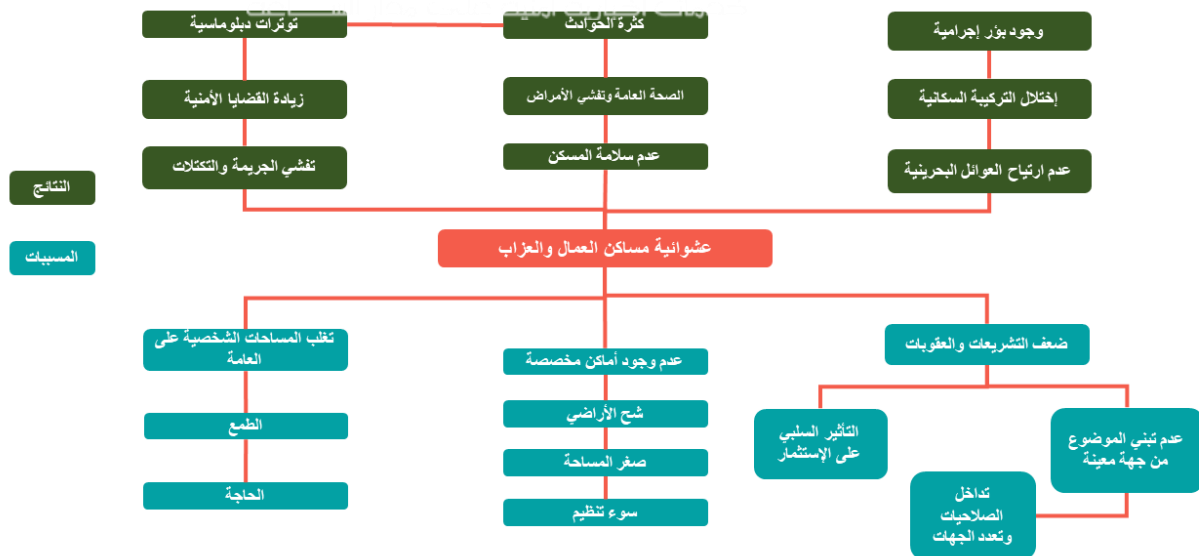 وجود بؤر إجرامية
كثرة الحوادث
توترات دبلوماسية
إختلال التركيبة السكانية
الصحة العامة وتفشي الأمراض
زيادة القضايا الأمنية
عدم ارتياح العوائل البحرينية
عدم سلامة المسكن
تفشي الجريمة والتكتلات
النتائج
عشوائية مساكن العمال والعزاب
المسببات
ضعف التشريعات والعقوبات
عدم وجود أماكن مخصصة
تغلب المساحات الشخصية على
العامة
عدم تبني الموضوع
من جهة معينة
التأثير السلبي
على الإستثمار
شح الأراضي
الطمع
صغر المساحة
الحاجة
تداخل
الصلاحيات
وتعدد الجهات
سوء تنظيم